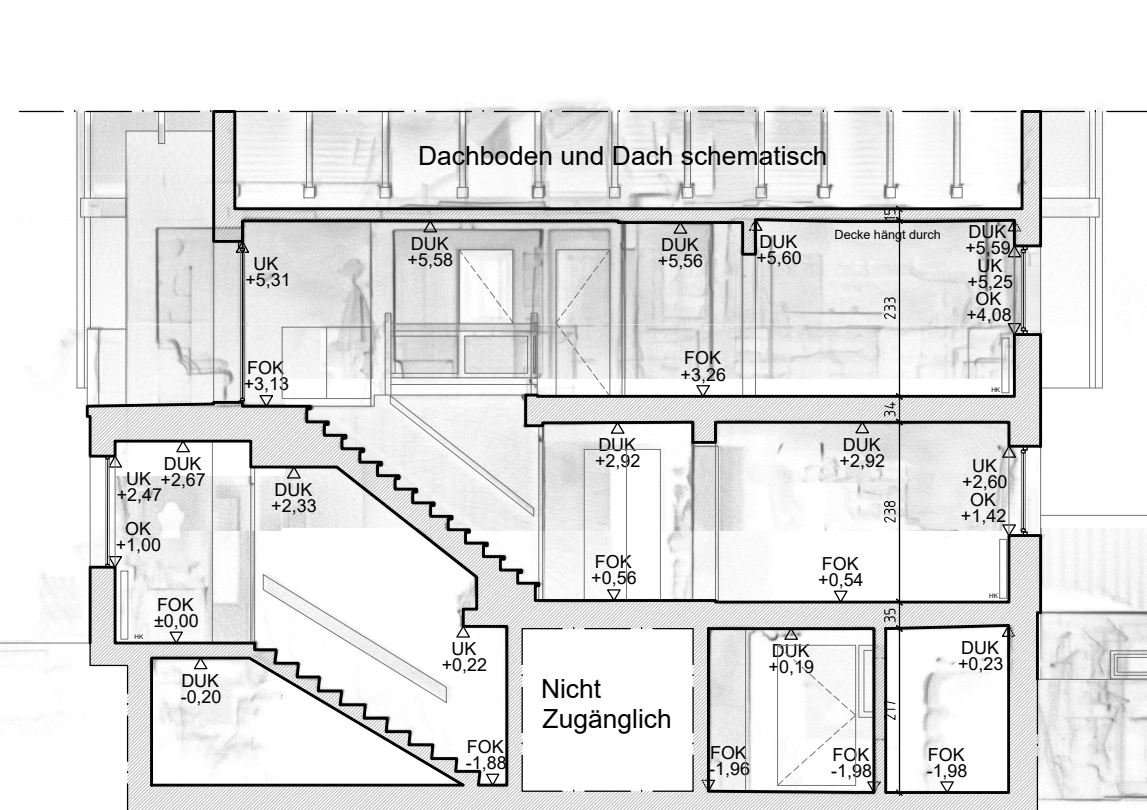 Dachboden und Dach schematisch
15
Decke hängt durch
DUK
+5,58
DUK
+5,56
DUK
+5,60
DUK
+5,59
UK
+5,31
UK
+5,25
OK
+4,08
233
FOK
+3,13
FOK
+3,26
HK
34
DUK
+2,67
DUK
+2,92
DUK
+2,92
UK
+2,47
DUK
+2,33
UK
+2,60
OK
+1,42
238
OK
+1,00
FOK
+0,56
FOK
+0,54
HK
FOK
±0,00
HK
35
UK
+0,22
DUK
+0,19
DUK
+0,23
DUK
-0,20
Nicht
Zugänglich
217
FOK
-1,88
FOK
-1,96
FOK
-1,98
FOK
-1,98